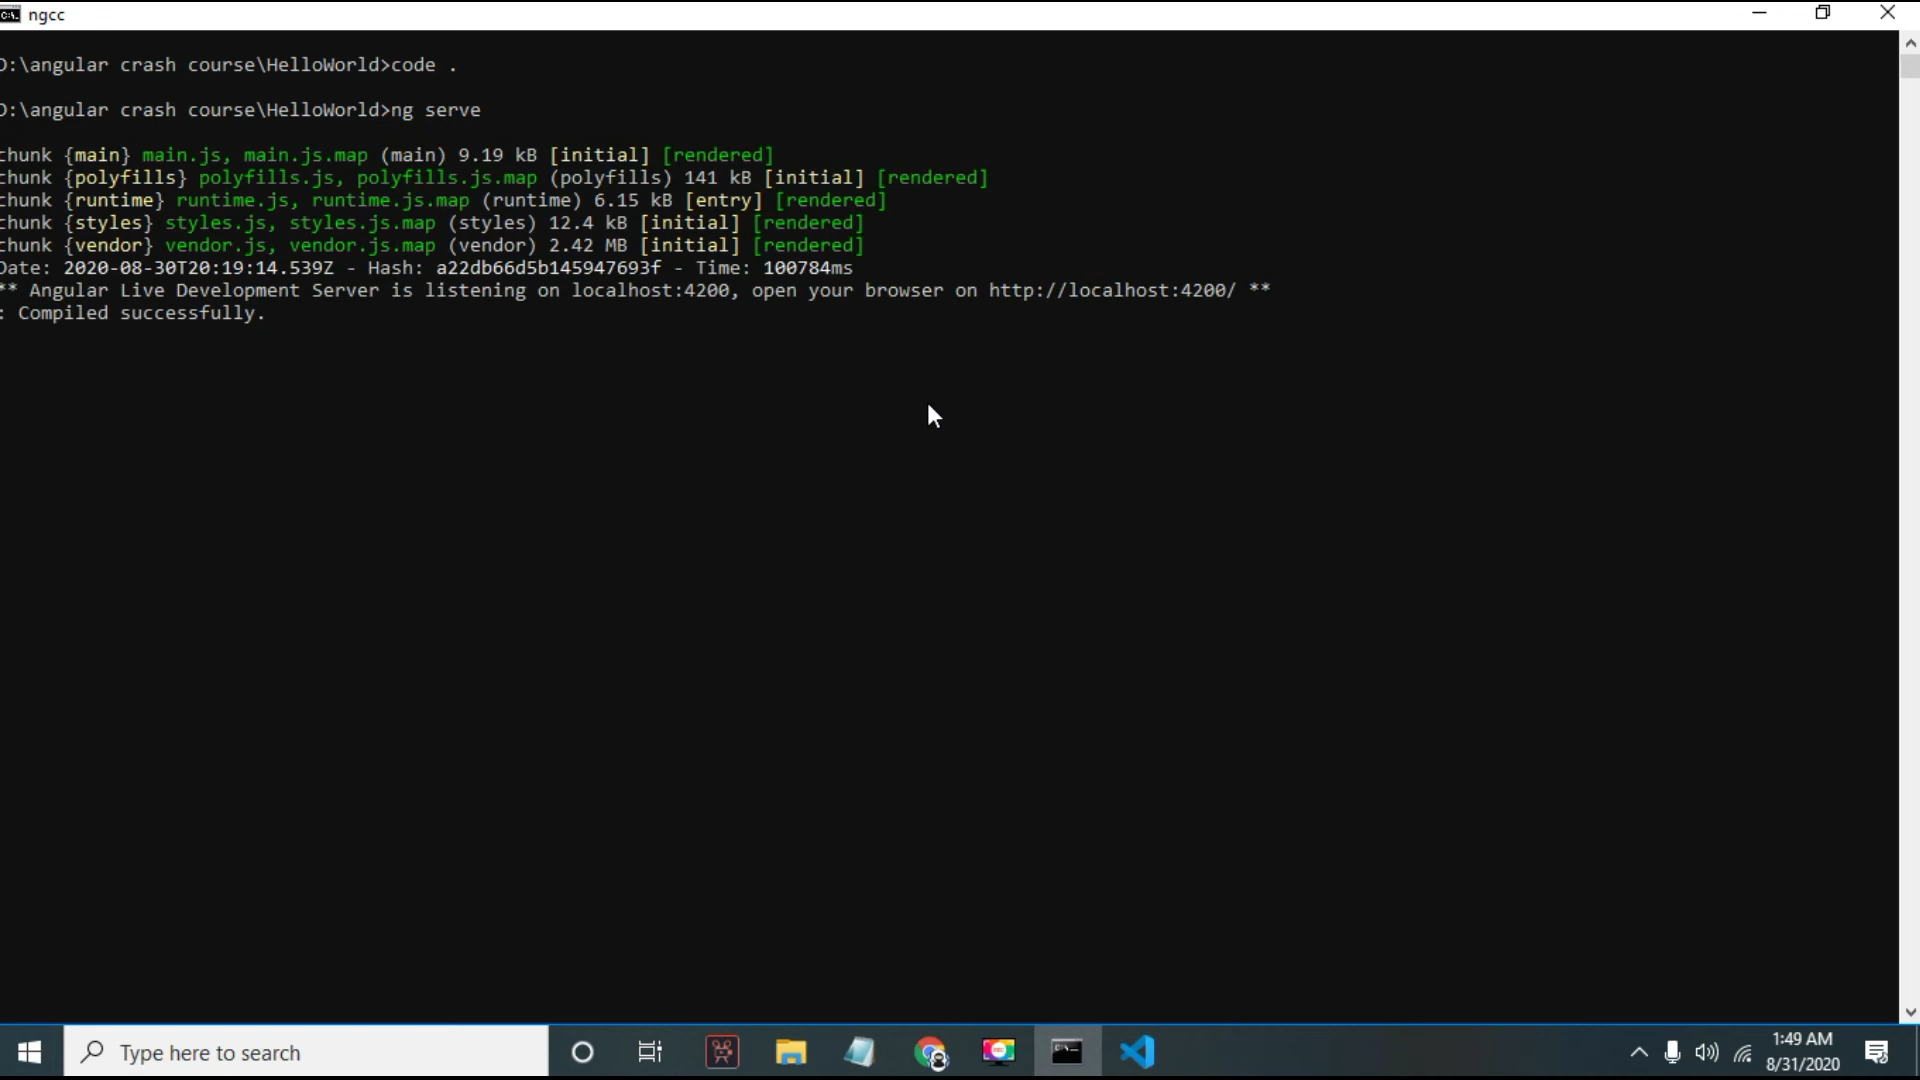 ngcc
D:\angular crash course\HelloWorld>code .
D:\angular crash course\HelloWorld>ng serve
chunk {main} main.js, main.js.map (main) 9.19 kB [initial] [rendered]
chunk {polyfills} polyfills.js, polyfills.js.map (polyfills) 141 kB [initial] [rendered]
chunk {runtime} runtime.js, runtime.js.map (runtime) 6.15 kB [entry] [rendered]
chunk {styles} styles.js, styles.js.map (styles) 12.4 kB [initial] [rendered]
chunk {vendor} vendor.js, vendor.js.map (vendor) 2.42 MB [initial] [rendered]
Date: 2020-08-30T20:19:14.539Z - Hash: a22db66d5b145947693f - Time: 100784ms
** Angular Live Development Server is listening on localhost:4200, open your browser on http://localhost:4200/ **
: Compiled successfully.
Type here to search
1:49 AM
8/31/2020